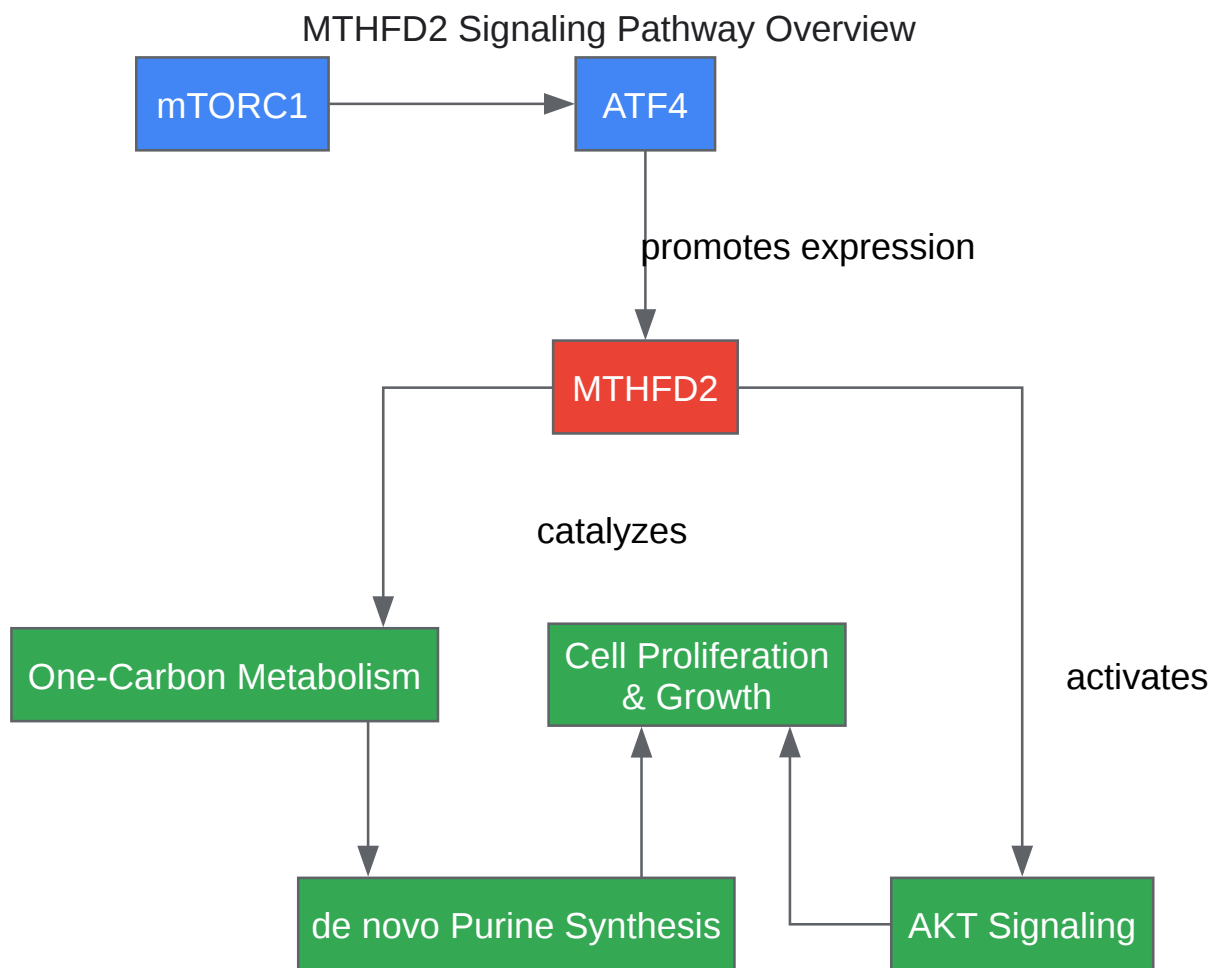 MTHFD2 Signaling Pathway Overview
mTORC1
ATF4
promotes expression
MTHFD2
catalyzes
One-Carbon Metabolism
Cell Proliferation
& Growth
activates
de novo Purine Synthesis
AKT Signaling